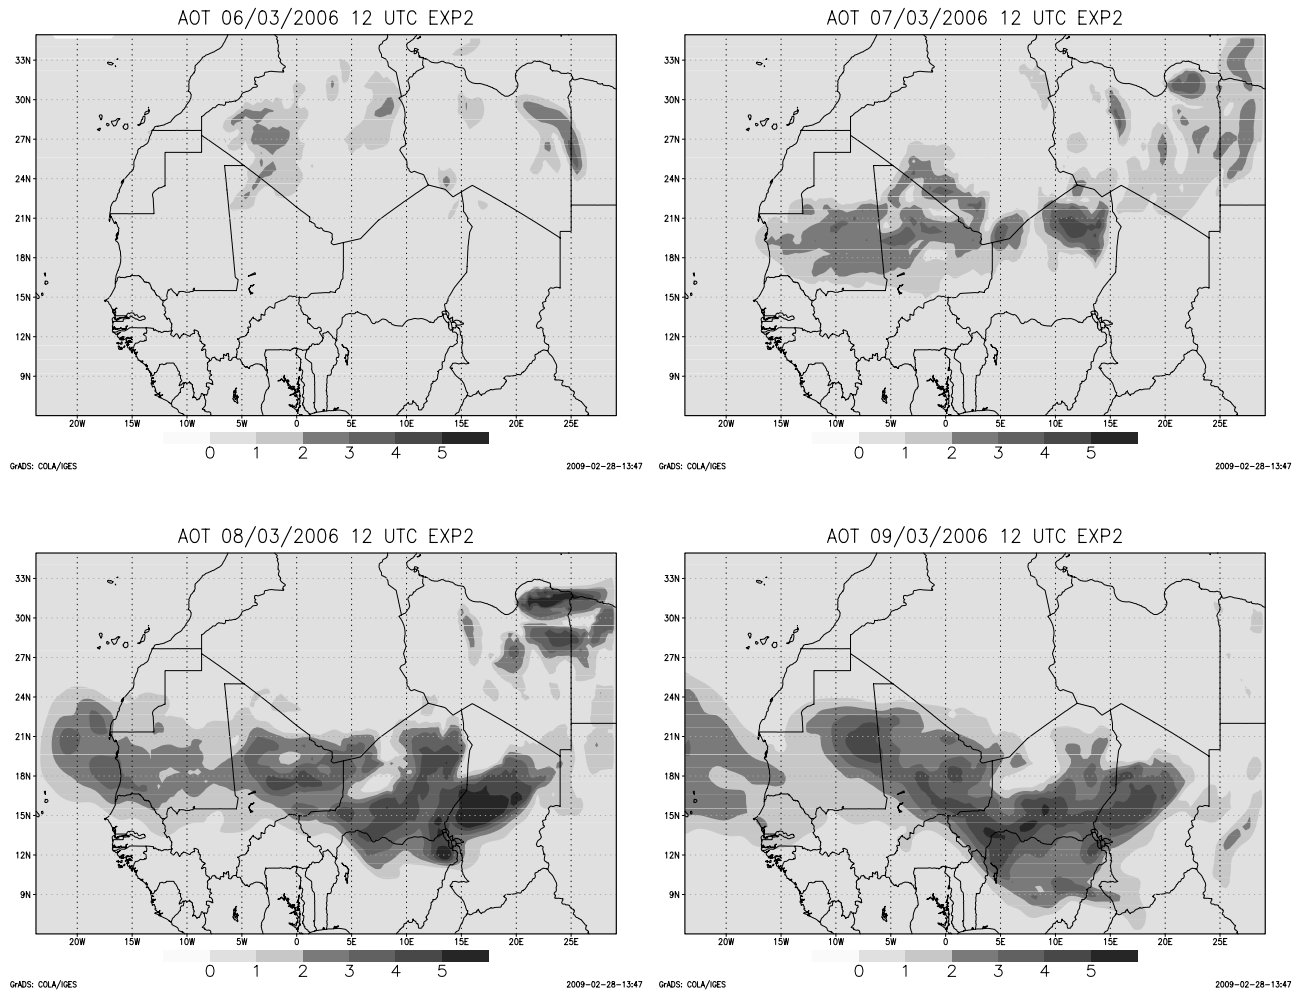 AOT 06/03/2006 12 UTC EXP2
33N
30N
27N
24N
21N
18N
15N
12N
9N
20W 15W 10W 5W 0 5E 10E 15E 20E 25E
0 1 2 3 4 5
GrADS: COLA/IGES 2009-02-28-13:47
AOT 07/03/2006 12 UTC EXP2
33N
30N
27N
24N
21N
18N
15N
12N
9N
20W 15W 10W 5W 0 5E 10E 15E 20E 25E
0 1 2 3 4 5
GrADS: COLA/IGES 2009-02-28-13:47
AOT 08/03/2006 12 UTC EXP2
33N
30N
27N
24N
21N
18N
15N
12N
9N
20W 15W 10W 5W 0 5E 10E 15E 20E 25E
0 1 2 3 4 5
GrADS: COLA/IGES 2009-02-28-13:47
AOT 09/03/2006 12 UTC EXP2
33N
30N
27N
24N
21N
18N
15N
12N
9N
20W 15W 10W 5W 0 5E 10E 15E 20E 25E
0 1 2 3 4 5
GrADS: COLA/IGES 2009-02-28-13:47